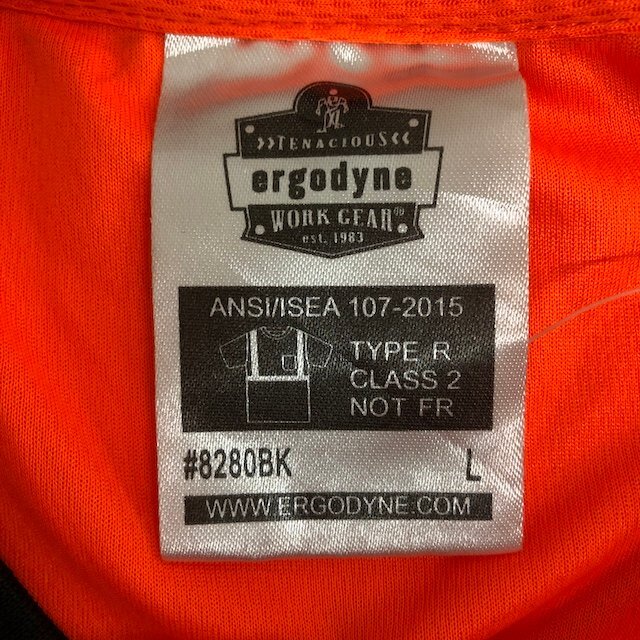 >>TENACIOUS<<
ergodyne
WORK GEAR®
est. 1983
ANSI/ISEA 107-2015
TYPE R
CLASS 2
NOT FR
#8280BK L
WWW.ERGODYNE.COM